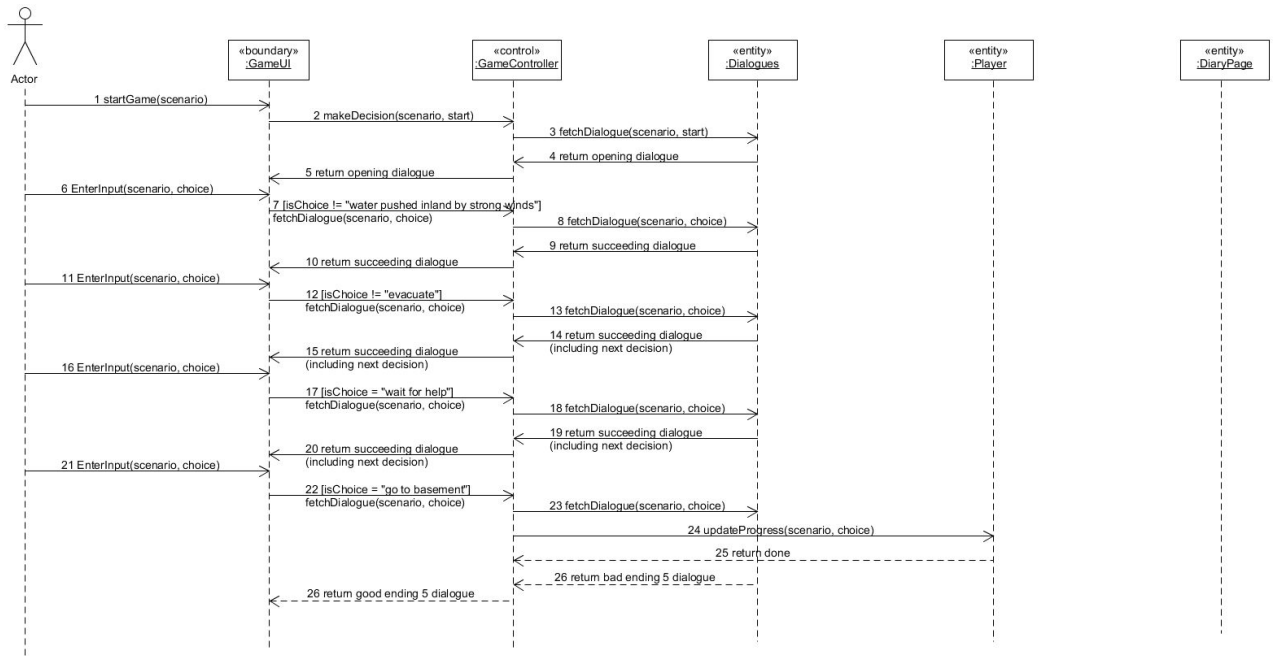 Actor
«boundary»
:GameUI
«control»
:GameController
«entity»
:Dialogues
«entity»
:Player
«entity»
:DiaryPage
1 startGame(scenario)
2 makeDecision(scenario, start)
3 fetchDialogue(scenario, start)
4 return opening dialogue
5 return opening dialogue
6 EnterInput(scenario, choice)
7 [isChoice != "water pushed inland by strong winds"]
fetchDialogue(scenario, choice)
8 fetchDialogue(scenario, choice)
9 return succeeding dialogue
10 return succeeding dialogue
11 EnterInput(scenario, choice)
12 [isChoice != "evacuate"]
fetchDialogue(scenario, choice)
13 fetchDialogue(scenario, choice)
14 return succeeding dialogue
(including next decision)
15 return succeeding dialogue
(including next decision)
16 EnterInput(scenario, choice)
17 [isChoice = "wait for help"]
fetchDialogue(scenario, choice)
18 fetchDialogue(scenario, choice)
19 return succeeding dialogue
(including next decision)
20 return succeeding dialogue
(including next decision)
21 EnterInput(scenario, choice)
22 [isChoice = "go to basement"]
fetchDialogue(scenario, choice)
23 fetchDialogue(scenario, choice)
24 updateProgress(scenario, choice)
25 return done
26 return bad ending 5 dialogue
26 return good ending 5 dialogue